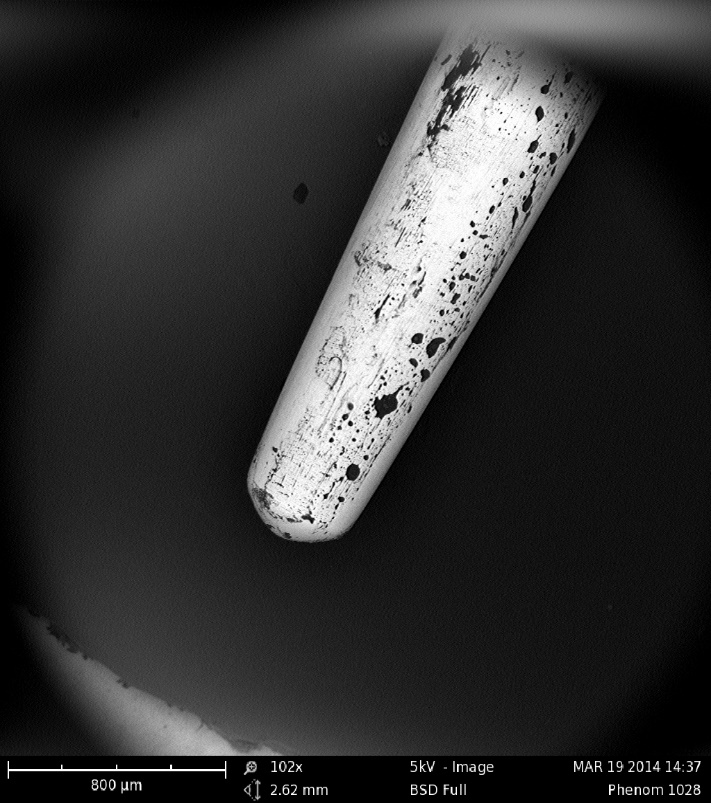 102x 5kV - Image MAR 19 2014 14:37
800 µm
2.62 mm BSD Full Phenom 1028